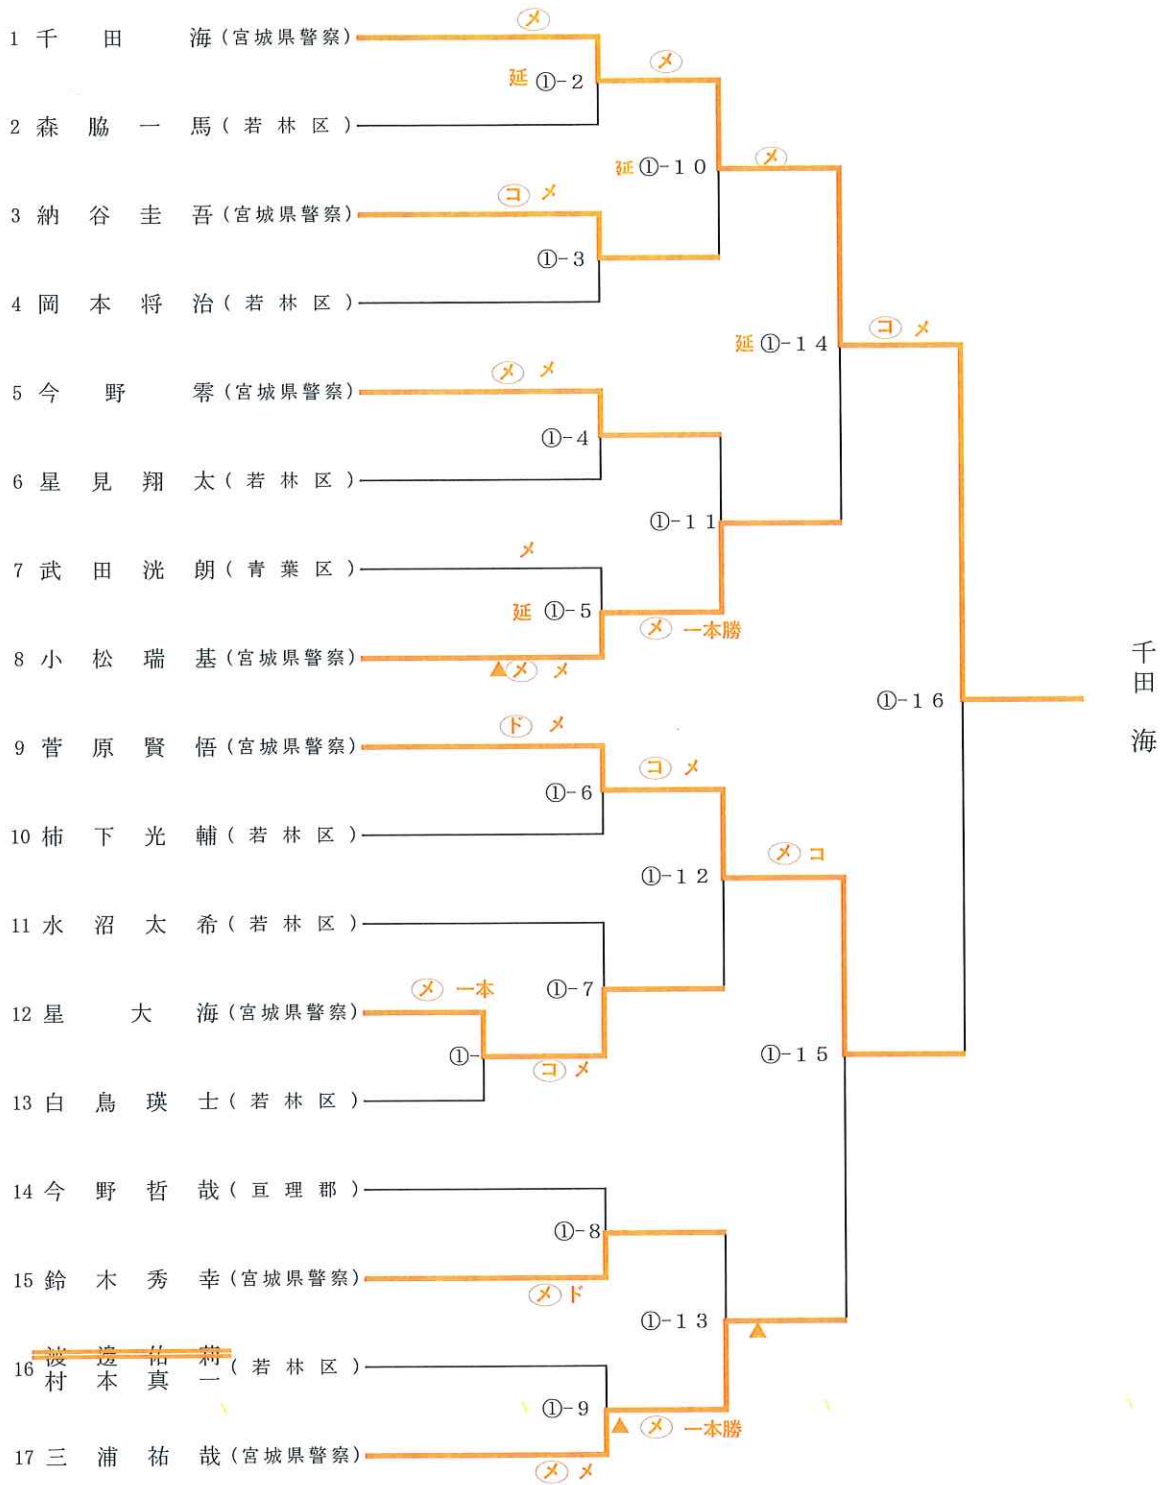 メ
1 千田 海 (宮城県警察)
延 ①-2
メ
2 森脇一馬 (若林区)
延 ①-10
メ
コ メ
3 納谷圭吾 (宮城県警察)
①-3
4 岡本将治 (若林区)
延 ①-14
コ メ
メ メ
5 今野 零 (宮城県警察)
①-4
6 星見翔太 (若林区)
①-11
メ
7 武田洸朗 (青葉区)
延 ①-5
メ 一本勝
8 小松瑞基 (宮城県警察)
▲メ メ
①-16
千田 海
ド メ
9 菅原賢悟 (宮城県警察)
コ メ
①-6
10 柿下光輔 (若林区)
メ コ
①-12
11 水沼太希 (若林区)
メ 一本
①-7
12 星 大海 (宮城県警察)
①-
コ メ
①-15
13 白鳥瑛士 (若林区)
14 今野哲哉 (亘理郡)
①-8
15 鈴木秀幸 (宮城県警察)
メ ド
①-13
▲
渡邉佑莉
16 村本真一 (若林区)
①-9
▲ メ 一本勝
17 三浦祐哉 (宮城県警察)
メ メ